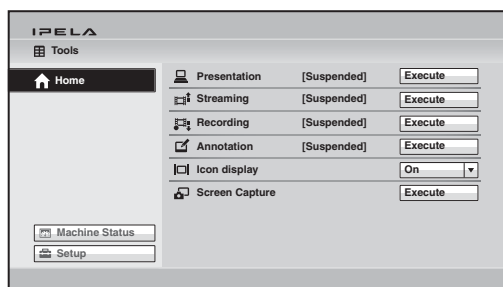 IPELA
Tools
Home
Presentation [Suspended] Execute
Streaming [Suspended] Execute
Recording [Suspended] Execute
Annotation [Suspended] Execute
Icon display On
Screen Capture Execute
Machine Status
Setup